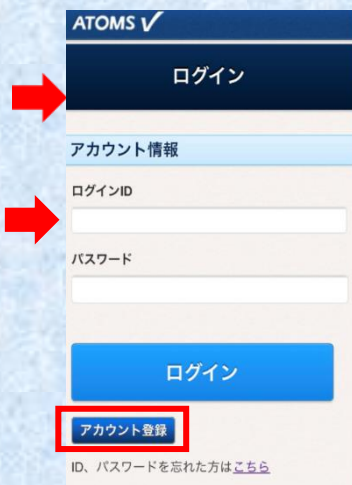 ATOMS V
ログイン
アカウント情報
ログインID
パスワード
ログイン
アカウント登録
ID、パスワードを忘れた方はこちら